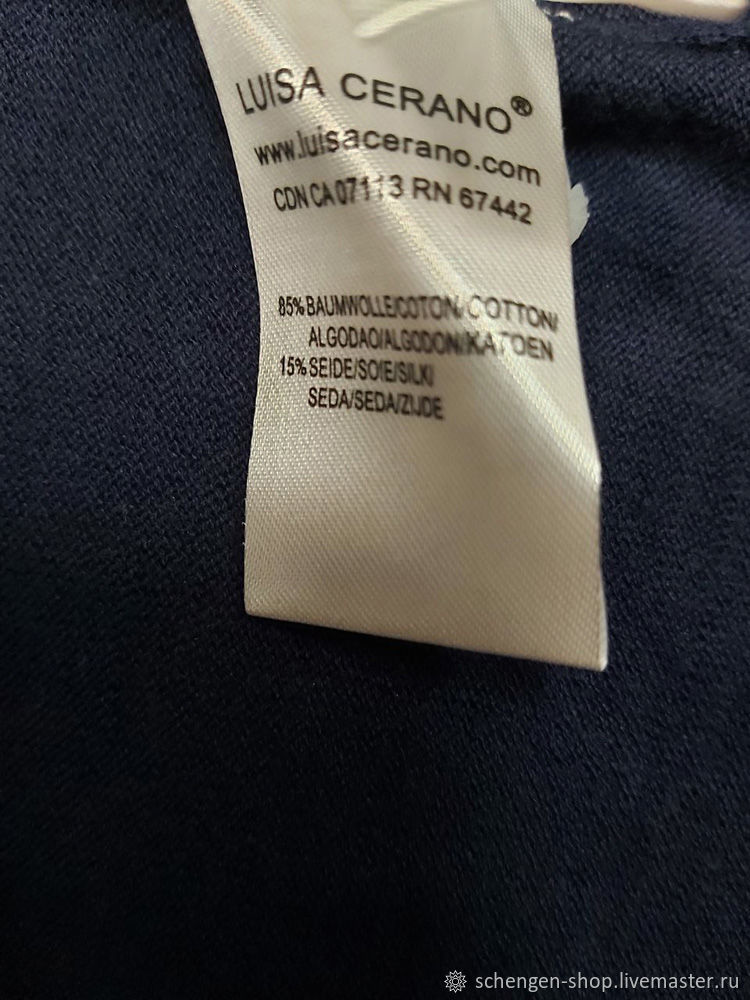 LUISA CERANO®
www.luisacerano.com
CDN CA 07113 RN 67442
85% BAUMWOLLE/COTON/COTTON/
ALGODAO/ALGODON/KATOEN
15% SEIDE/SOIE/SILK/
SEDA/SEDA/ZIJDE
schengen-shop.livemaster.ru